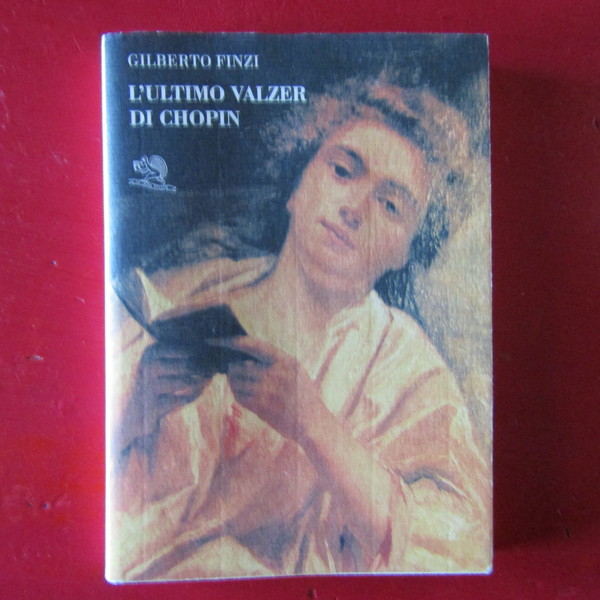 GILBERTO FINZI
L'ULTIMO VALZER
DI CHOPIN